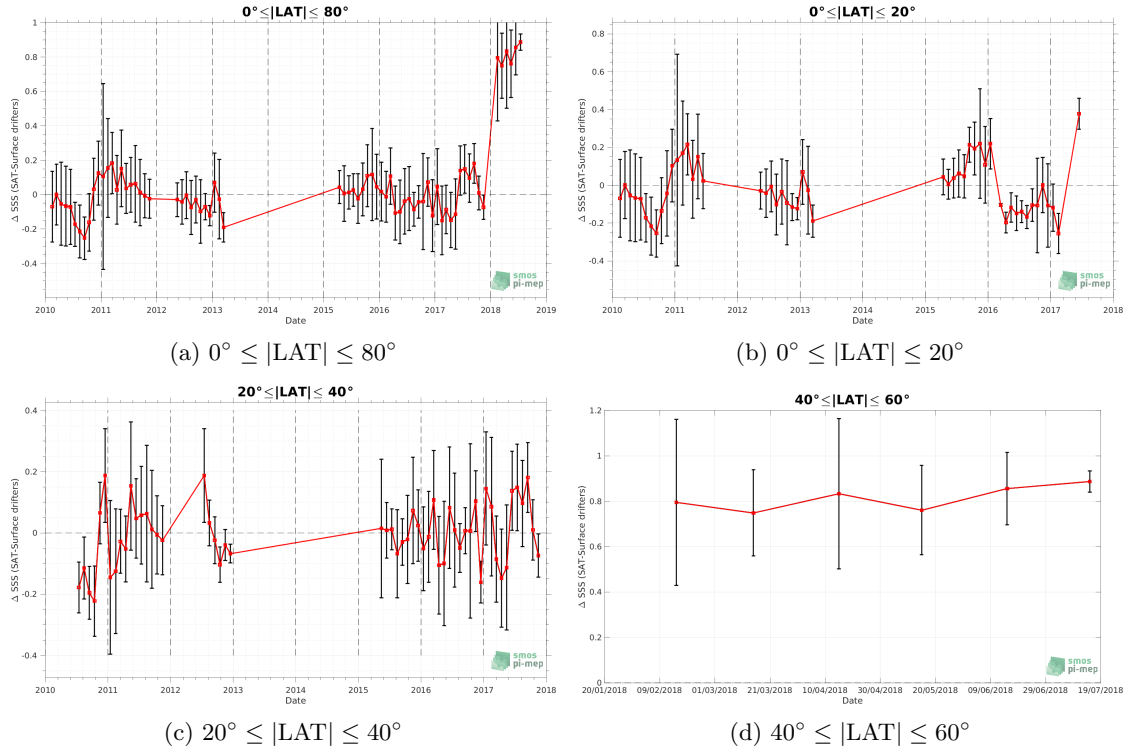 0°≤|LAT|≤ 80°
1
0.8
0.6
0.4
0.2
0
-0.2
-0.4
Δ SSS (SAT-Surface drifters)
2010 2011 2012 2013 2014 2015 2016 2017 2018 2019
Date
smos
pi-mep
(a) 0° ≤ |LAT| ≤ 80°
0°≤|LAT|≤ 20°
0.8
0.6
0.4
0.2
0
-0.2
-0.4
Δ SSS (SAT-Surface drifters)
2010 2011 2012 2013 2014 2015 2016 2017 2018
Date
smos
pi-mep
(b) 0° ≤ |LAT| ≤ 20°
20°≤|LAT|≤ 40°
0.4
0.2
0
-0.2
-0.4
Δ SSS (SAT-Surface drifters)
2010 2011 2012 2013 2014 2015 2016 2017 2018
Date
smos
pi-mep
(c) 20° ≤ |LAT| ≤ 40°
40°≤|LAT|≤ 60°
1.2
1
0.8
0.6
0.4
0.2
0
Δ SSS (SAT-Surface drifters)
20/01/2018 09/02/2018 01/03/2018 21/03/2018 10/04/2018 30/04/2018 20/05/2018 09/06/2018 29/06/2018 19/07/2018
Date
smos
pi-mep
(d) 40° ≤ |LAT| ≤ 60°